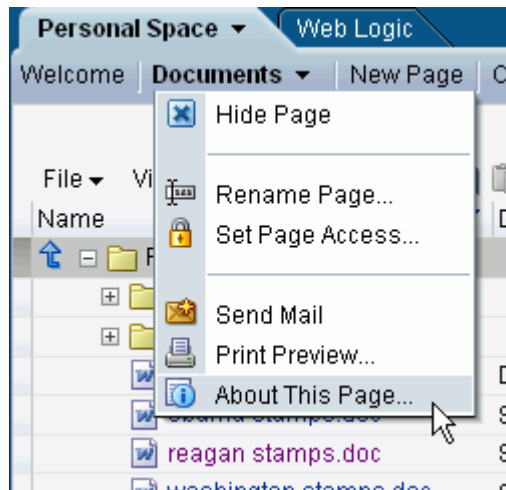 Personal Space Web Logic
Welcome Documents New Page
Hide Page
File
Rename Page...
Name
Set Page Access...
Send Mail
Print Preview...
About This Page...
reagan stamps.doc